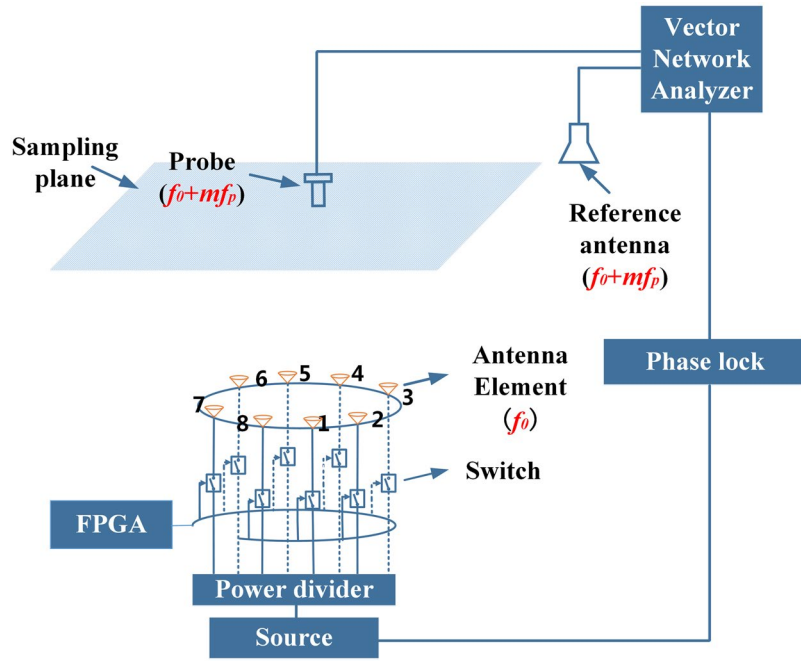 Vector
Network
Analyzer
Sampling
plane
Probe
(f₀+mfₚ)
Reference
antenna
(f₀+mfₚ)
Phase lock
Antenna
Element
(f₀)
5
4
6
3
7
2
8
1
Switch
FPGA
Power divider
Source